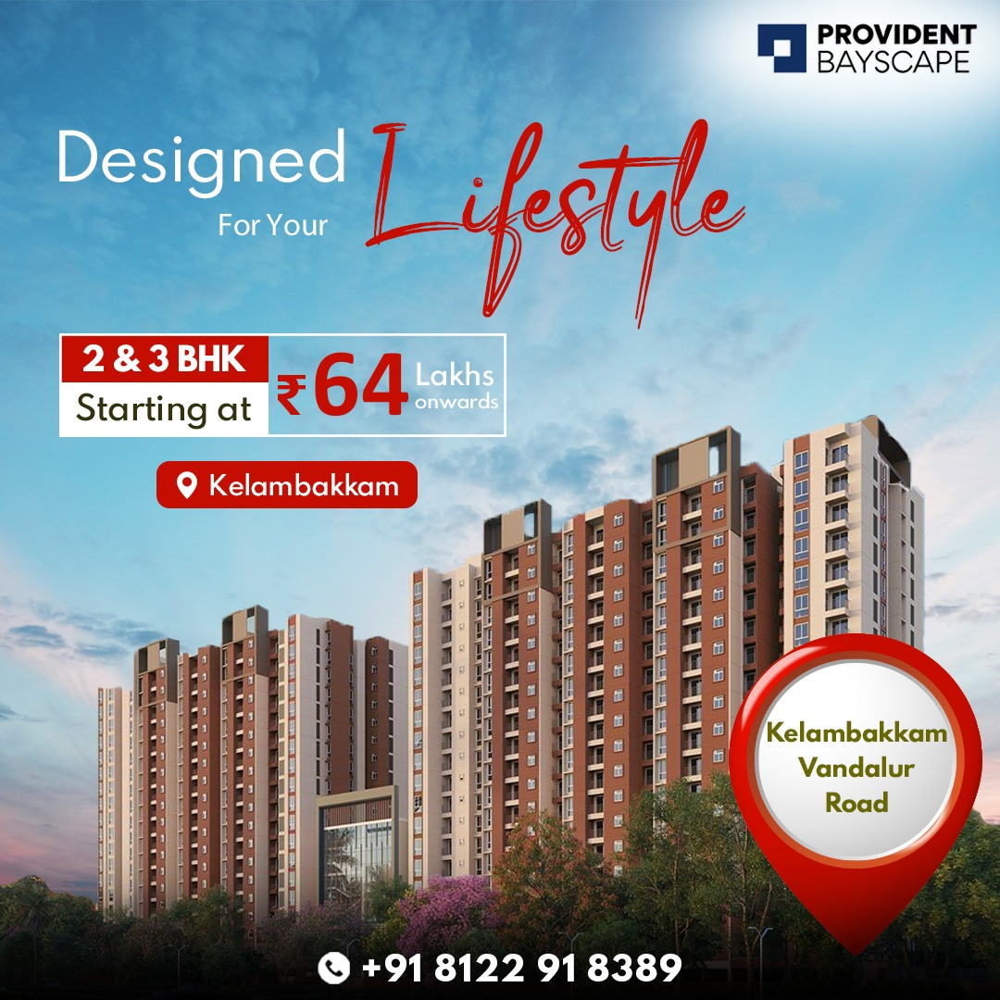 PROVIDENT
BAYSCAPE
Designed
For Your
Lifestyle
2 & 3 BHK
Starting at
₹64 Lakhs
onwards
Kelambakkam
Kelambakkam
Vandalur
Road
+91 8122 91 8389